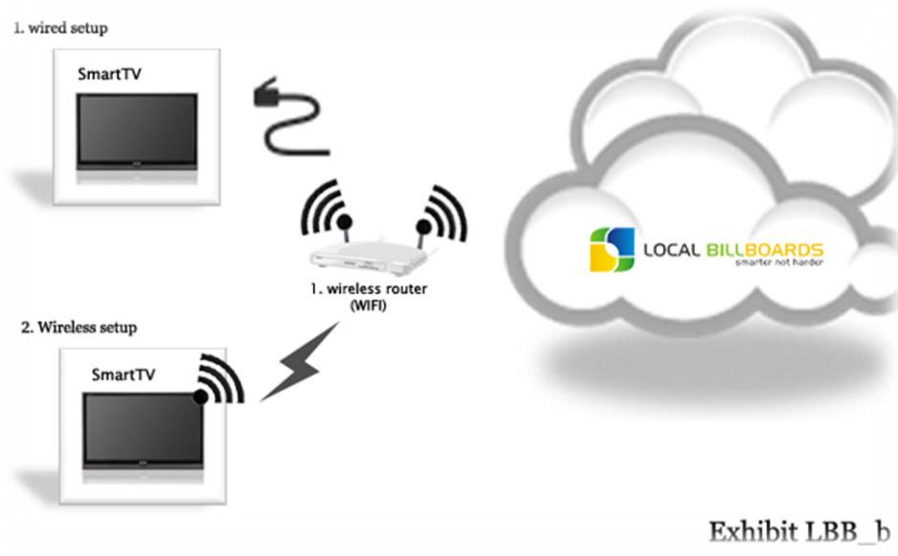 1. wired setup
SmartTV
1. wireless router
(WIFI)
LOCAL BILLBOARDS
smarter not harder
2. Wireless setup
SmartTV
Exhibit LBB_b